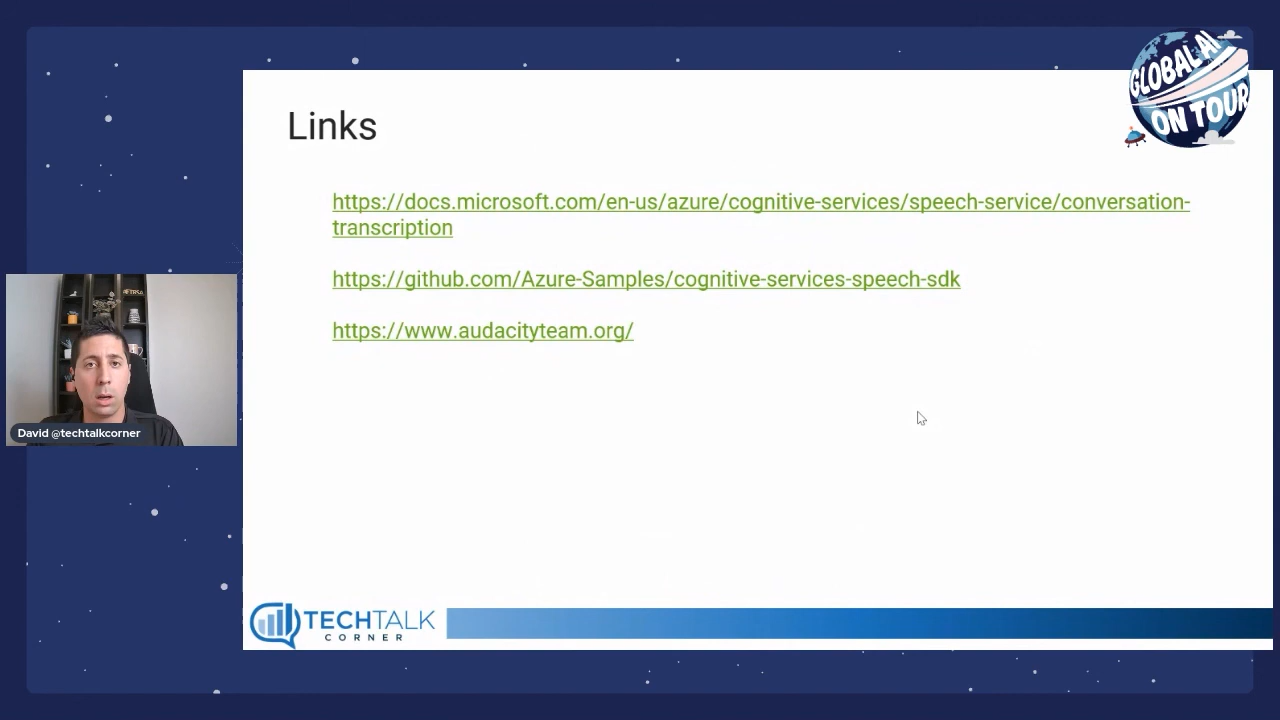 GLOBAL AI
ON TOUR
Links
https://docs.microsoft.com/en-us/azure/cognitive-services/speech-service/conversation-
transcription
https://github.com/Azure-Samples/cognitive-services-speech-sdk
https://www.audacityteam.org/
David @techtalkcorner
TECHTALK
CORNER